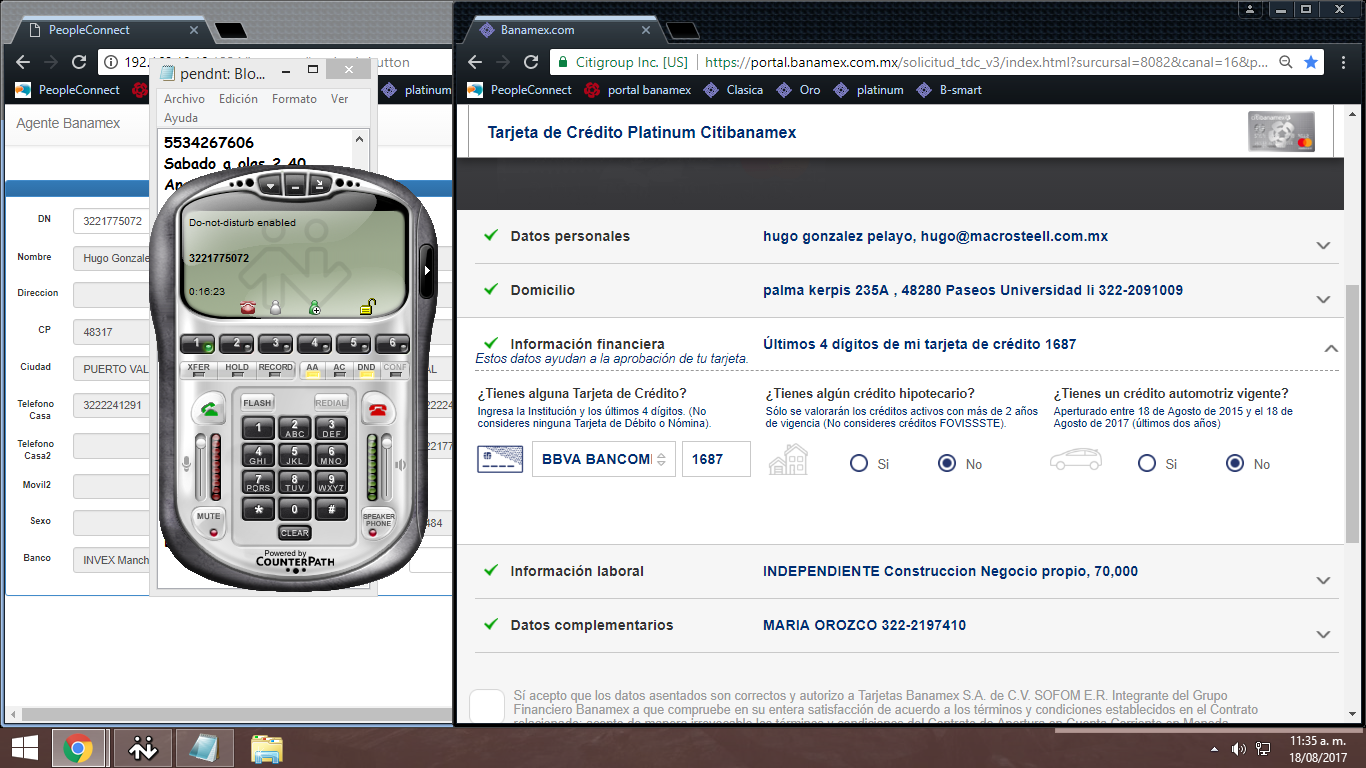 PeopleConnect
192.
button
PeopleConnect
platinum
Agente Banamex
DN
3221775072
Nombre
Hugo Gonzale
Direccion
CP
48317
Ciudad
PUERTO VAL
Telefono
Casa
3222241291
Telefono
Casa2
Movil2
Sexo
484
Banco
INVEX Manch
pendnt: Blo...
Archivo Edición Formato Ver
Ayuda
5534267606
Sabado a olas 2 40
Do-not-disturb enabled
3221775072
0:16:23
1 2 3 4 5 6
XFER HOLD RECORD AA AC DND CONF
FLASH REDIAL
1 2 ABC 3 DEF
4 GHI 5 JKL 6 MNO
7 PQRS 8 TUV 9 WXYZ
* 0 #
MUTE
SPEAKER
PHONE
CLEAR
Powered by
COUNTERPATH
Banamex.com
Citigroup Inc. [US] https://portal.banamex.com.mx/solicitud_tdc_v3/index.html?surcursal=8082&canal=16&p...
PeopleConnect portal banamex Clasica Oro platinum B-smart
Tarjeta de Crédito Platinum Citibanamex
citibanamex
Datos personales
hugo gonzalez pelayo, hugo@macrosteell.com.mx
Domicilio
palma kerpis 235A , 48280 Paseos Universidad Ii 322-2091009
Información financiera
Últimos 4 dígitos de mi tarjeta de crédito 1687
Estos datos ayudan a la aprobación de tu tarjeta.
¿Tienes alguna Tarjeta de Crédito?
Ingresa la Institución y los últimos 4 dígitos. (No
consideres ninguna Tarjeta de Débito o Nómina).
BBVA BANCOM
1687
¿Tienes algún crédito hipotecario?
Sólo se valorarán los créditos activos con más de 2 años
de vigencia (No consideres créditos FOVISSSTE).
Si No
¿Tienes un crédito automotriz vigente?
Aperturado entre 18 de Agosto de 2015 y el 18 de
Agosto de 2017 (últimos dos años)
Si No
Información laboral
INDEPENDIENTE Construccion Negocio propio, 70,000
Datos complementarios
MARIA OROZCO 322-2197410
Sí acepto que los datos asentados son correctos y autorizo a Tarjetas Banamex S.A. de C.V. SOFOM E.R. Integrante del Grupo
Financiero Banamex a que compruebe en su entera satisfacción de acuerdo a los términos y condiciones establecidos en el Contrato
11:35 a. m.
18/08/2017